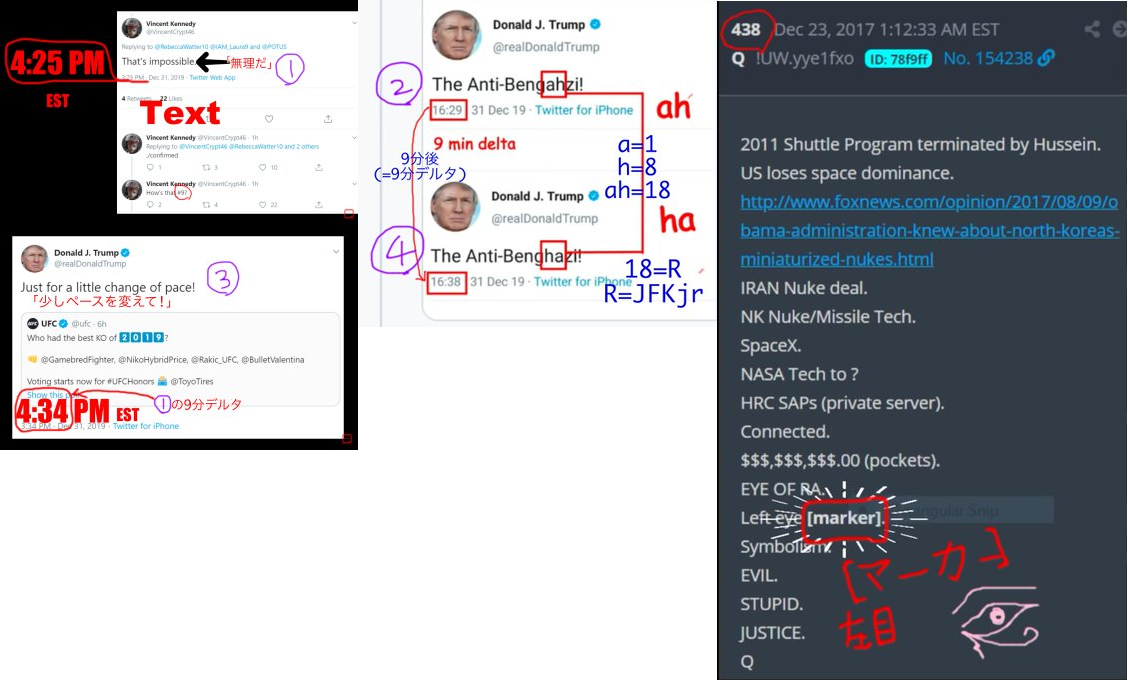 Vincent Kennedy
@VincentCrypt46
Replying to @RebeccaWatter10 @IAM_Laura9 and @POTUS
4:25 PM
That's impossible.
「無理だ」
①
3:25 PM · Dec 31, 2019 · Twitter Web App
EST
4 Retweets 22 Likes
Text
Vincent Kennedy @VincentCrypt46 · 1h
Replying to @VincentCrypt46 @RebeccaWatter10 and 2 others
./confirmed
1 3 10
Vincent Kennedy @VincentCrypt46 · 1h
How's that #9?
2 4 22
Donald J. Trump
@realDonaldTrump
③
Just for a little change of pace!
「少しペースを変えて!」
UFC @ufc · 6h
Who had the best KO of 2019?
@GamebredFighter, @NikoHybridPrice, @Rakic_UFC, @BulletValentina
Voting starts now for #UFCHonors @ToyoTires
Show this
4:34 PM EST
①の9分デルタ
3:34 PM · Dec 31, 2019 · Twitter for iPhone
Donald J. Trump
@realDonaldTrump
②
The Anti-Bengahzi!
16:29 31 Dec 19 · Twitter for iPhone
ah
9 min delta
9分後
(=9分デルタ)
a=1
h=8
ah=18
Donald J. Trump
@realDonaldTrump
ha
④
The Anti-Benghazi!
16:38 31 Dec 19 · Twitter for iPhone
18=R
R=JFKjr
438 Dec 23, 2017 1:12:33 AM EST
Q !UW.yye1fxo ID: 78f9ff No. 154238
2011 Shuttle Program terminated by Hussein.
US loses space dominance.
http://www.foxnews.com/opinion/2017/08/09/o
bama-administration-knew-about-north-koreas-
miniaturized-nukes.html
IRAN Nuke deal.
NK Nuke/Missile Tech.
SpaceX.
NASA Tech to ?
HRC SAPs (private server).
Connected.
$$$,$$$,$$$.00 (pockets).
EYE OF RA.
Left eye [marker].
Symbolism.
EVIL.
STUPID.
JUSTICE.
Q
[マーカー]
左目